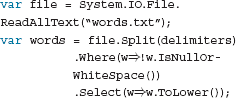 var file = System.IO.File.
ReadAllText(“words.txt”);
var words = file.Split(delimiters)
.Where(w⇒!w.IsNullOr-
WhiteSpace())
.Select(w⇒w.ToLower());